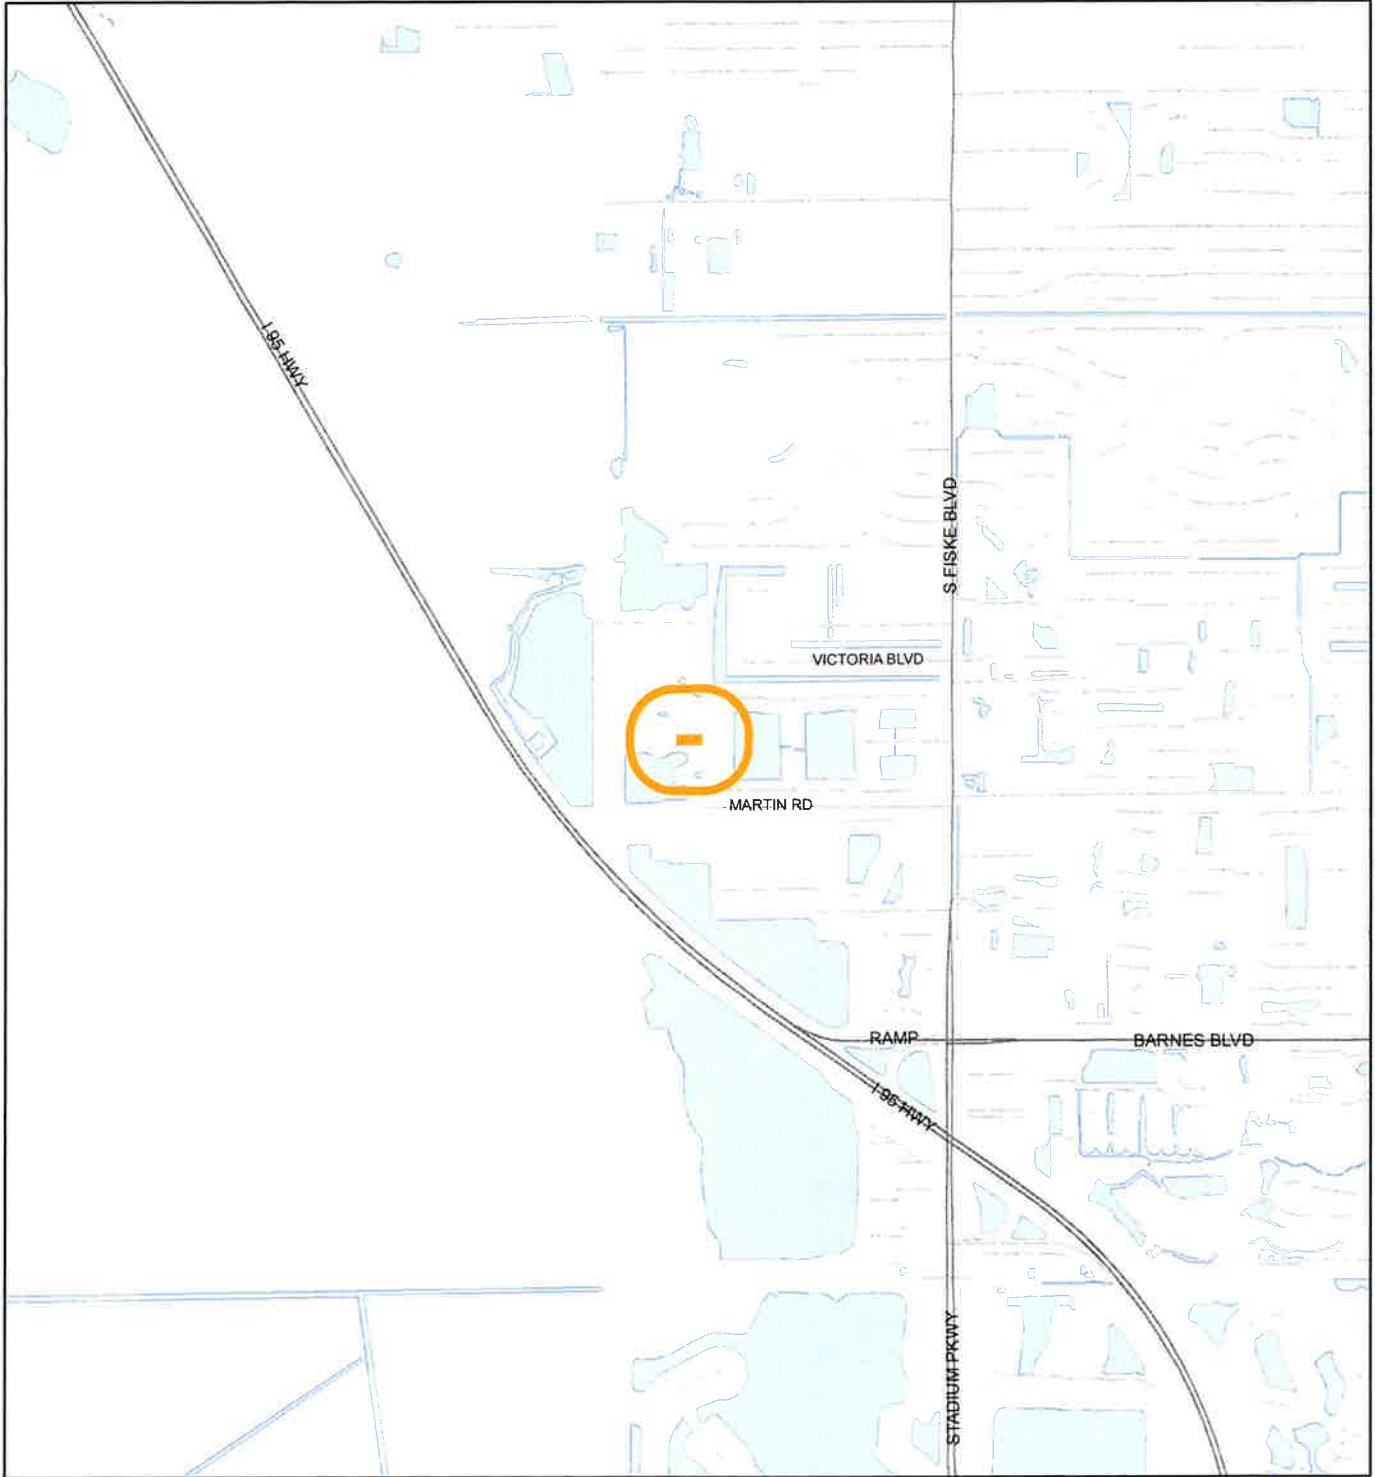 I-95 HWY
S FISKE BLVD
VICTORIA BLVD
MARTIN RD
RAMP
BARNES BLVD
I-95 HWY
STADIUM PKWY